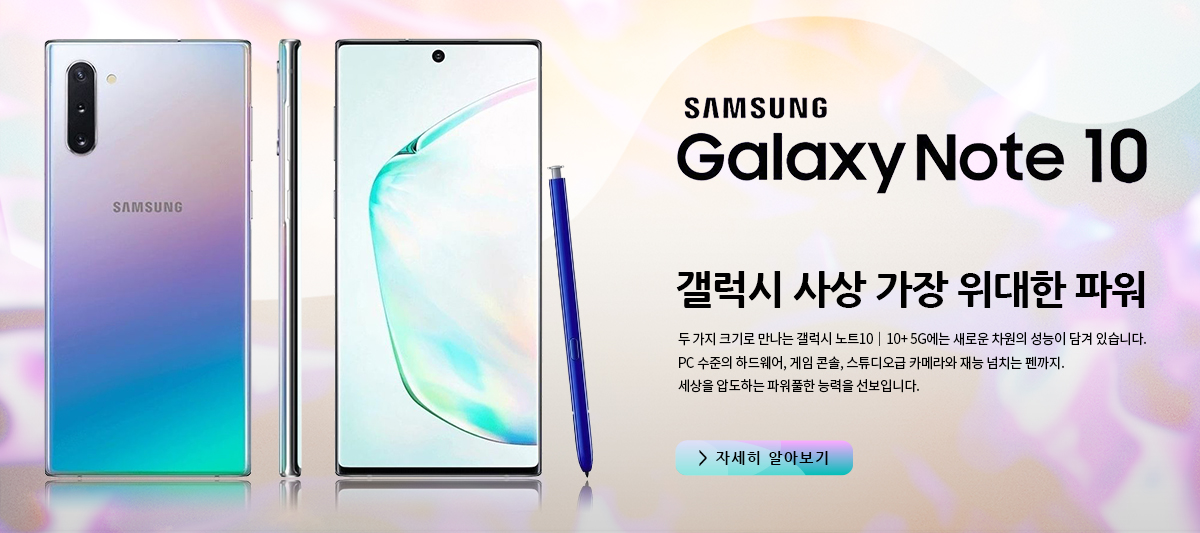 SAMSUNG
SAMSUNG
Galaxy Note 10
갤럭시 사상 가장 위대한 파워
두 가지 크기로 만나는 갤럭시 노트10 | 10+ 5G에는 새로운 차원의 성능이 담겨 있습니다.
PC 수준의 하드웨어, 게임 콘솔, 스튜디오급 카메라와 재능 넘치는 펜까지.
세상을 압도하는 파워풀한 능력을 선보입니다.
> 자세히 알아보기